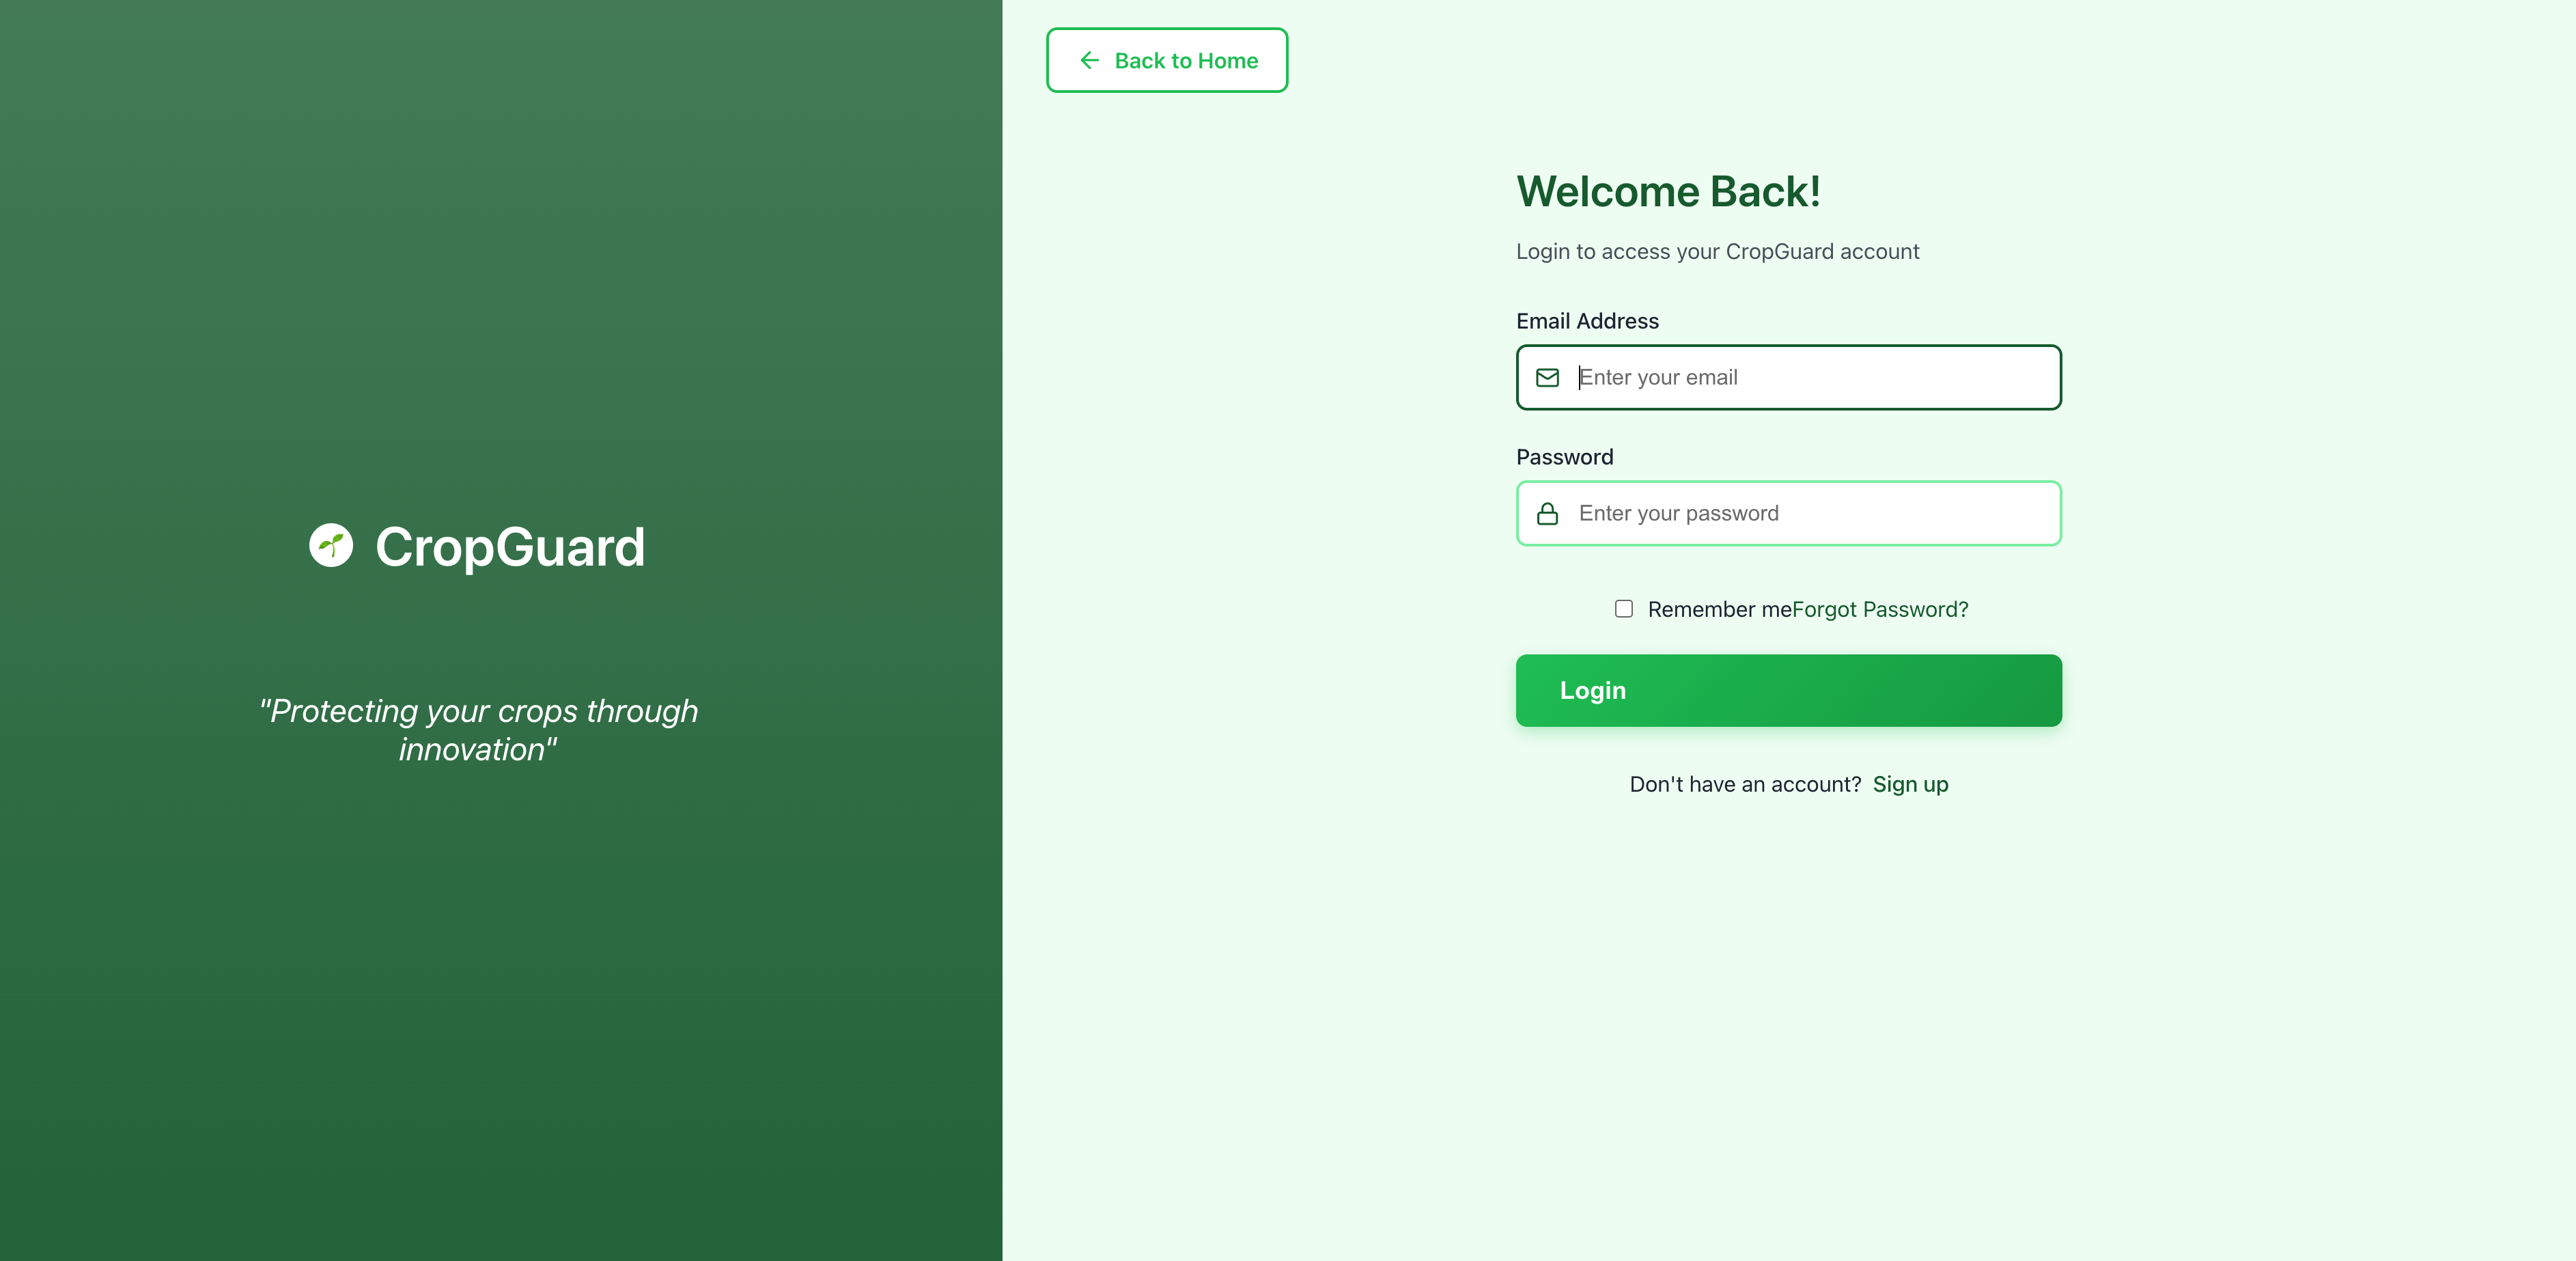 CropGuard
"Protecting your crops through
innovation"
Back to Home
Welcome Back!
Login to access your CropGuard account
Email Address
Enter your email
Password
Enter your password
Remember meForgot Password?
Login
Don't have an account? Sign up